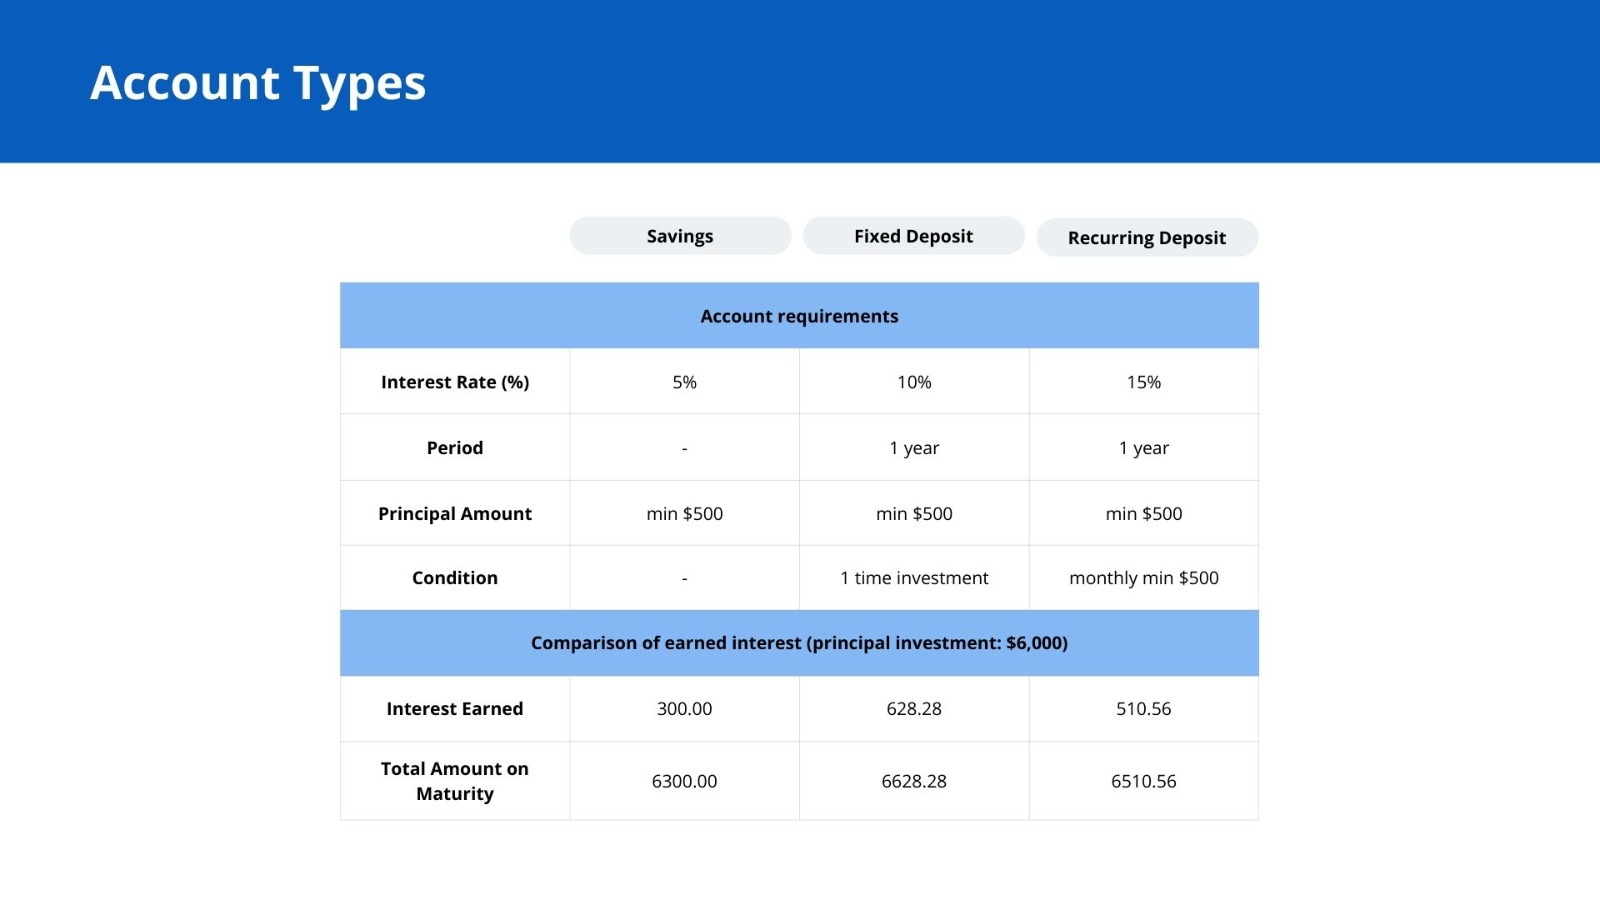 Account Types
Savings Fixed Deposit Recurring Deposit
Account requirements
Interest Rate (%) 5% 10% 15%
Period - 1 year 1 year
Principal Amount min $500 min $500 min $500
Condition - 1 time investment monthly min $500
Comparison of earned interest (principal investment: $6,000)
Interest Earned 300.00 628.28 510.56
Total Amount on
Maturity 6300.00 6628.28 6510.56